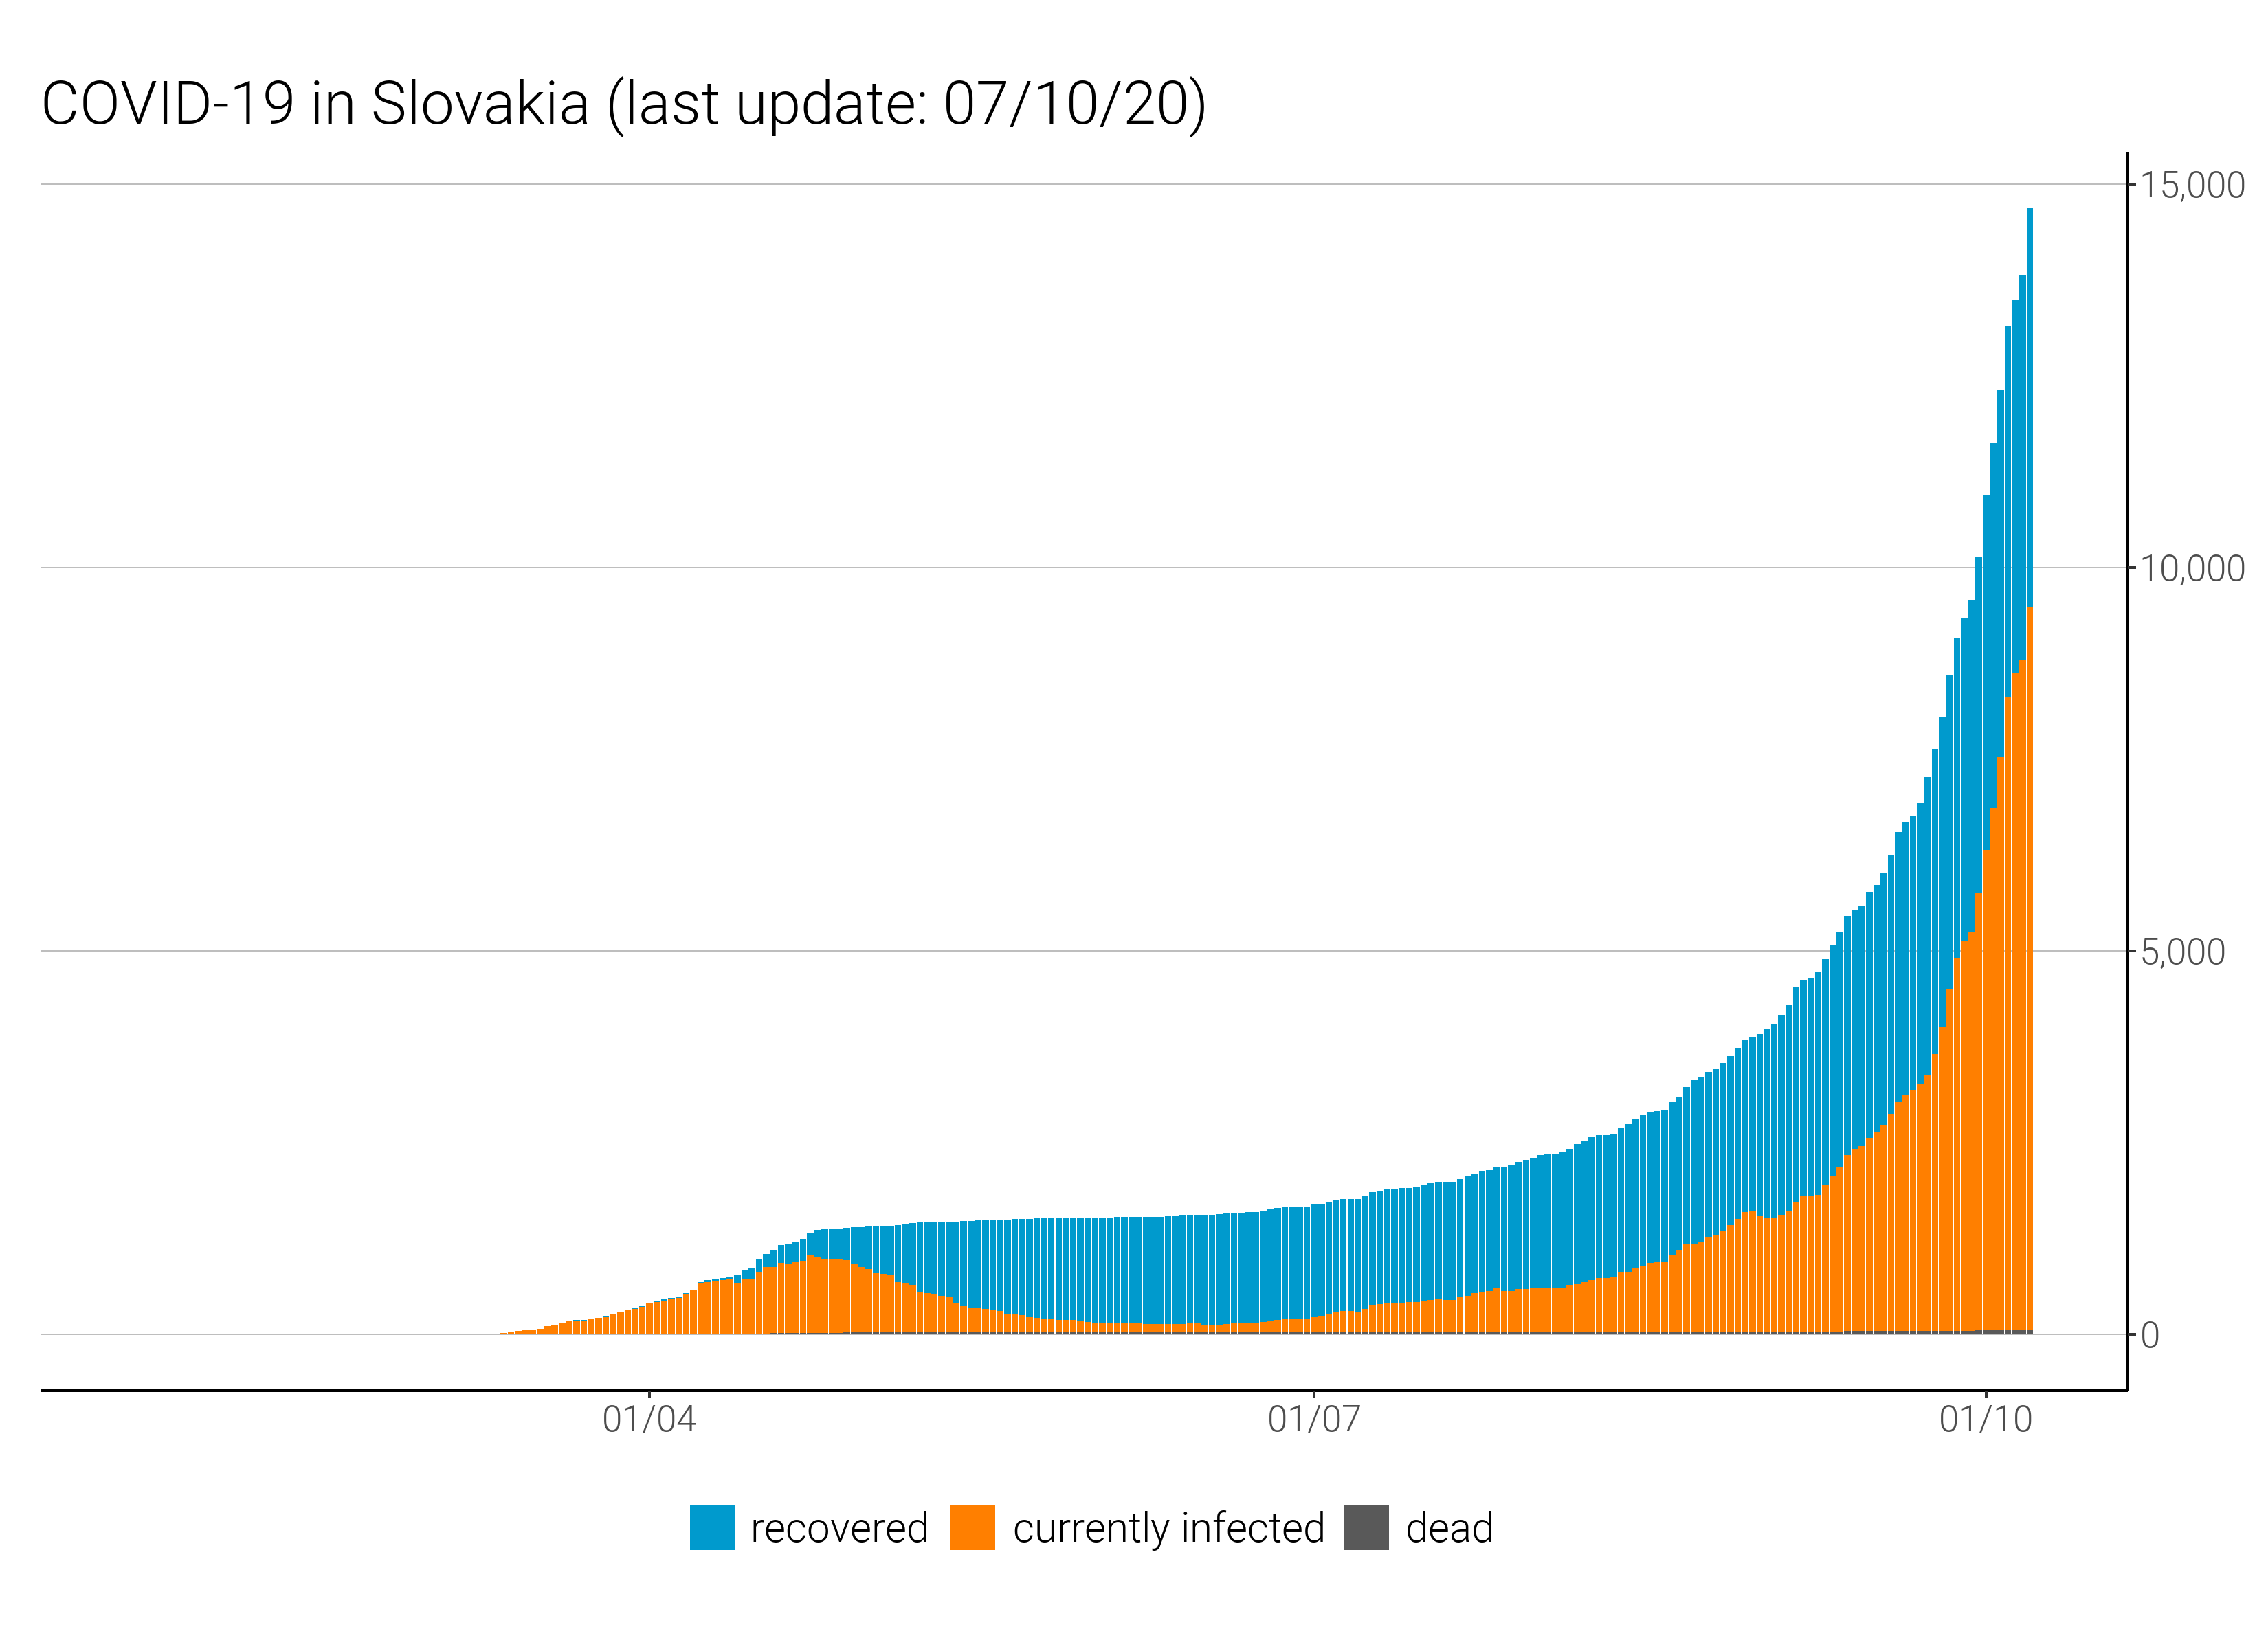 COVID-19 in Slovakia (last update: 07/10/20)
15,000
10,000
5,000
0
01/04 01/07 01/10
recovered currently infected dead